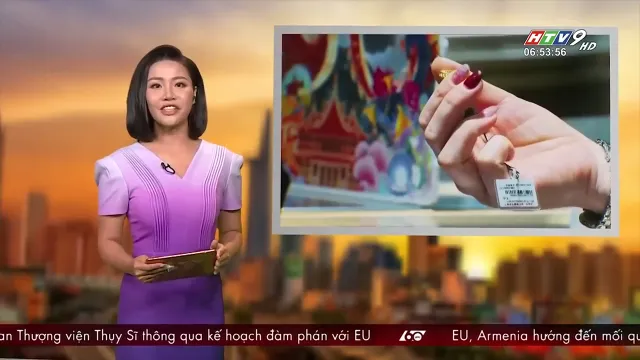 HTV9 HD
06:53:56
an Thượng viện Thụy Sĩ thông qua kế hoạch đàm phán với EU
60
EU, Armenia hướng đến mối q